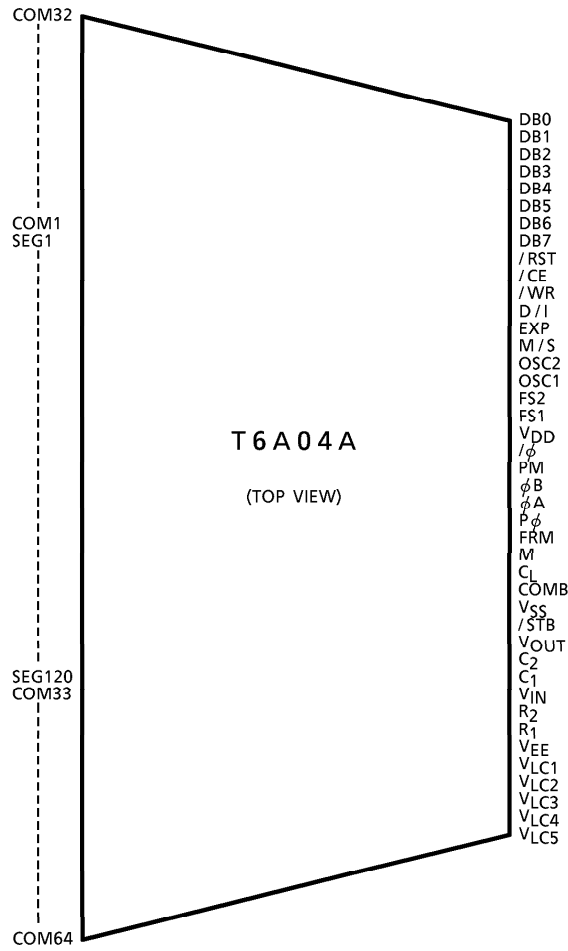 COM32
COM1
SEG1
SEG120
COM33
COM64
T6A04A
(TOP VIEW)
DB0
DB1
DB2
DB3
DB4
DB5
DB6
DB7
/RST
/CE
/WR
D/I
EXP
M/S
OSC2
OSC1
FS2
FS1
VDD
/ϕ
PM
ϕB
ϕA
Pϕ
FRM
M
CL
COMB
VSS
/STB
VOUT
C2
C1
VIN
R2
R1
VEE
VLC1
VLC2
VLC3
VLC4
VLC5